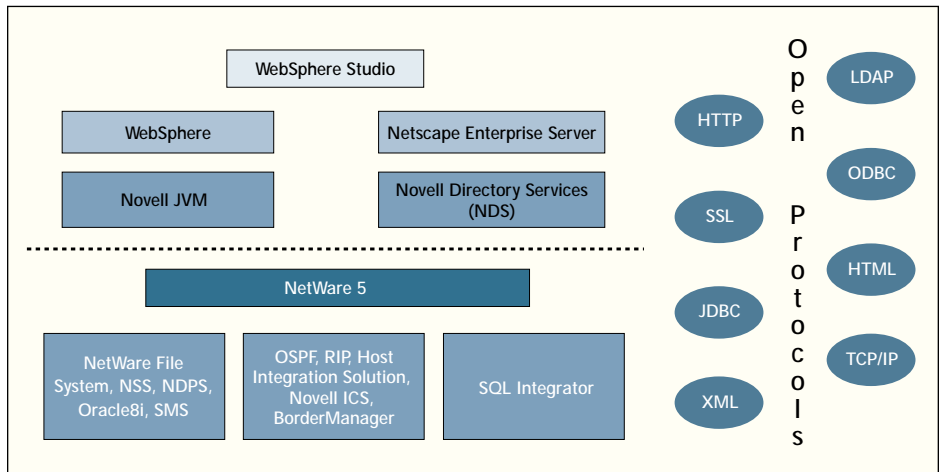 WebSphere Studio
WebSphere
Netscape Enterprise Server
Novell JVM
Novell Directory Services
(NDS)
NetWare 5
NetWare File
System, NSS, NDPS,
Oracle8i, SMS
OSPF, RIP, Host
Integration Solution,
Novell ICS,
BorderManager
SQL Integrator
HTTP
SSL
JDBC
XML
Open Protocols
LDAP
ODBC
HTML
TCP/IP